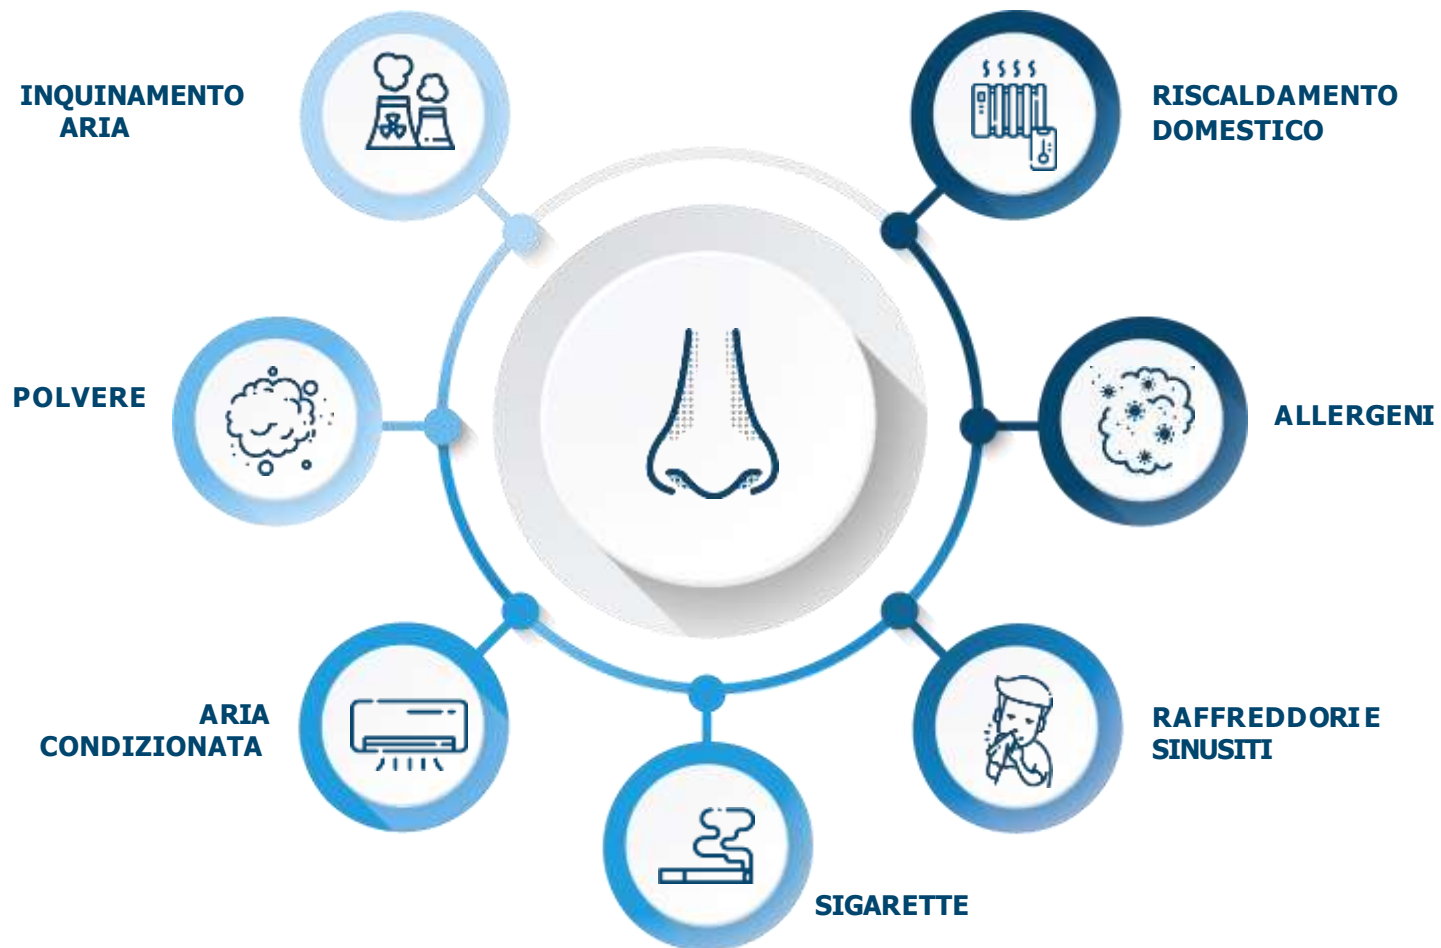 INQUINAMENTO
ARIA
RISCALDAMENTO
DOMESTICO
POLVERE
ALLERGENI
ARIA
CONDIZIONATA
RAFFREDDORI E
SINUSITI
SIGARETTE